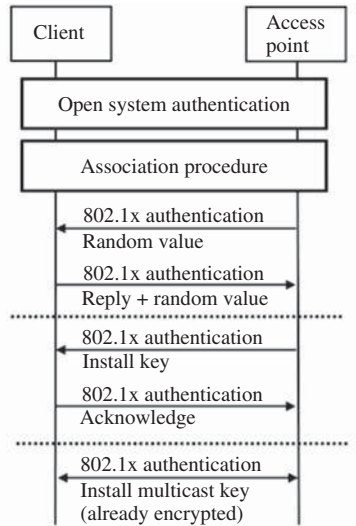 Client
Access
point
Open system authentication
Association procedure
802.1x authentication
Random value
802.1x authentication
Reply + random value
802.1x authentication
Install key
802.1x authentication
Acknowledge
802.1x authentication
Install multicast key
(already encrypted)